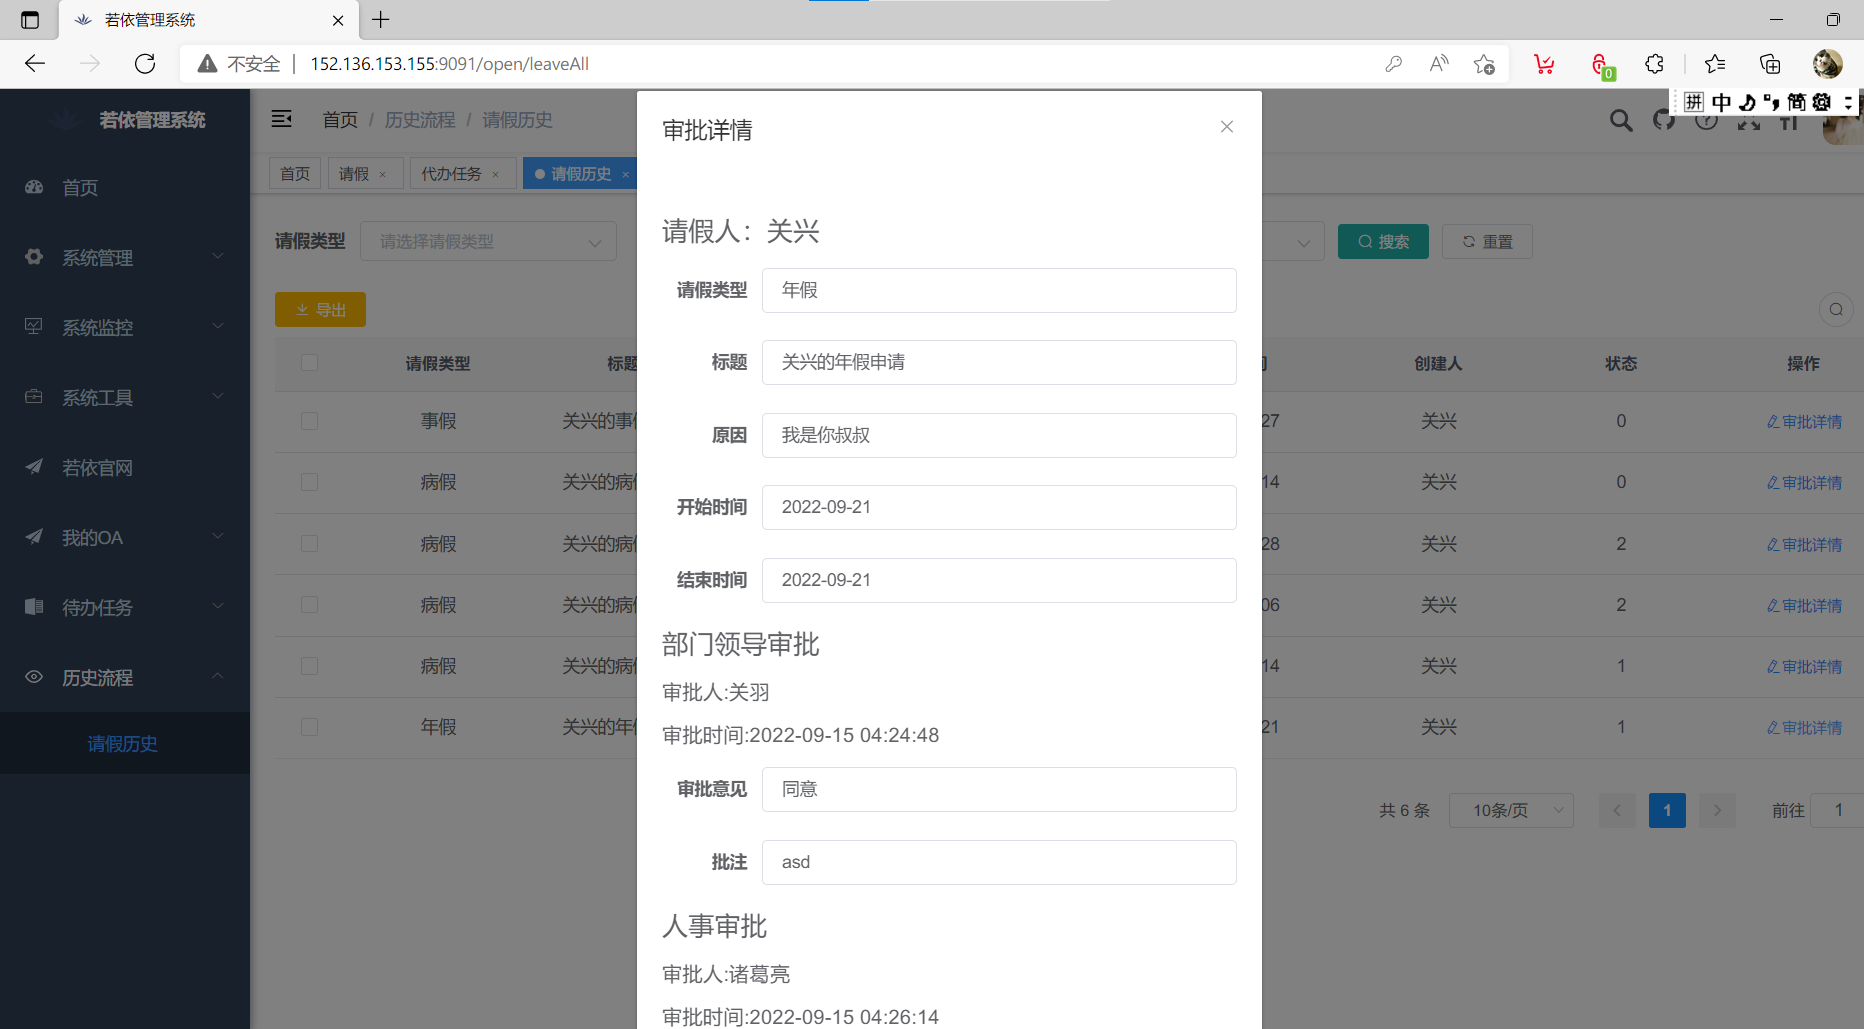 若依管理系统
不安全 152.136.153.155:9091/open/leaveAll
0
拼 中 简
若依管理系统
首页 / 历史流程 / 请假历史
首页 请假 × 代办任务 × 请假历史 ×
首页
系统管理
系统监控
系统工具
若依官网
我的OA
待办任务
历史流程
请假历史
请假类型 请选择请假类型
搜索 重置
导出
请假类型 标题 创建人 状态 操作
事假 关兴的事 27 关兴 0 审批详情
病假 关兴的病 14 关兴 0 审批详情
病假 关兴的病 28 关兴 2 审批详情
病假 关兴的病 06 关兴 2 审批详情
病假 关兴的病 14 关兴 1 审批详情
年假 关兴的年 21 关兴 1 审批详情
共 6 条 10条/页 1 前往 1
审批详情
请假人：关兴
请假类型 年假
标题 关兴的年假申请
原因 我是你叔叔
开始时间 2022-09-21
结束时间 2022-09-21
部门领导审批
审批人:关羽
审批时间:2022-09-15 04:24:48
审批意见 同意
批注 asd
人事审批
审批人:诸葛亮
审批时间:2022-09-15 04:26:14